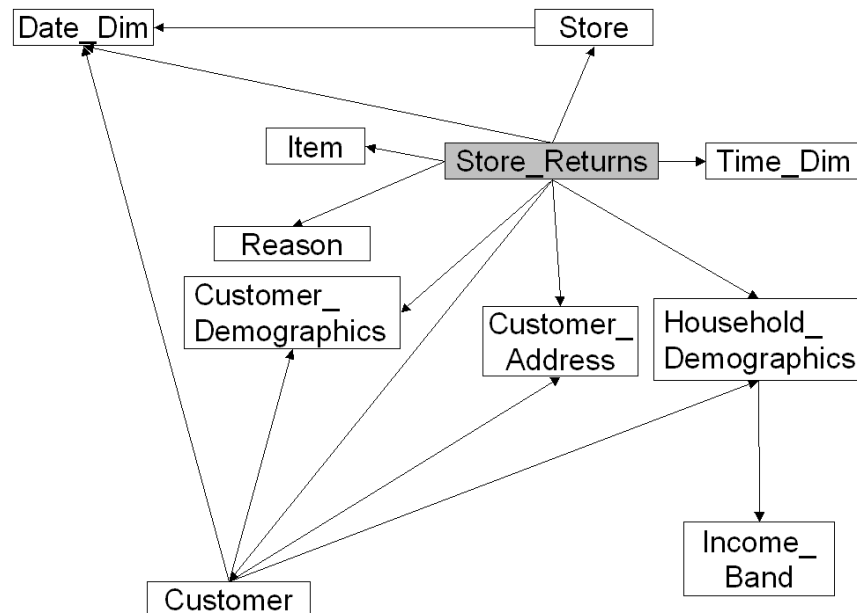 Date_Dim
Store
Item
Store_Returns
Time_Dim
Reason
Customer_
Demographics
Customer_
Address
Household_
Demographics
Income_
Band
Customer